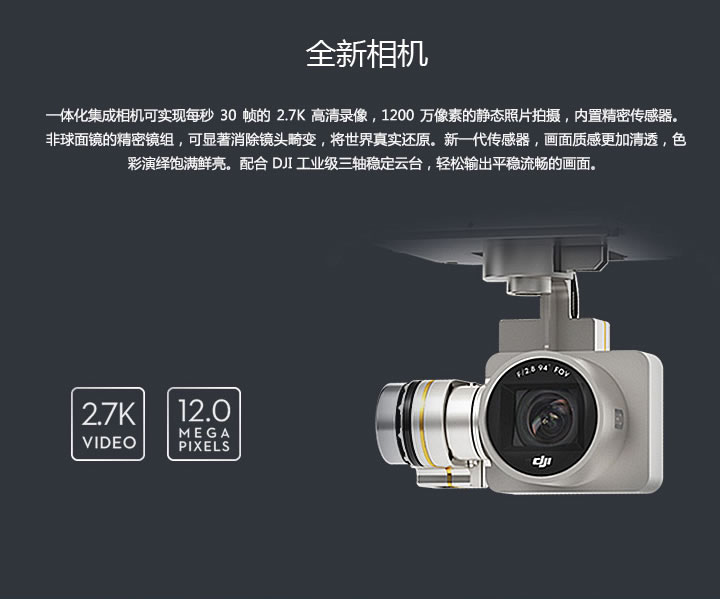 全新相机
一体化集成相机可实现每秒 30 帧的 2.7K 高清录像，1200 万像素的静态照片拍摄，内置精密传感器。
非球面镜的精密镜组，可显著消除镜头畸变，将世界真实还原。新一代传感器，画面质感更加清透，色
彩演绎饱满鲜亮。配合 DJI 工业级三轴稳定云台，轻松输出平稳流畅的画面。
F/2.8 94° FOV
dji
2.7K
VIDEO
12.0
MEGA
PIXELS